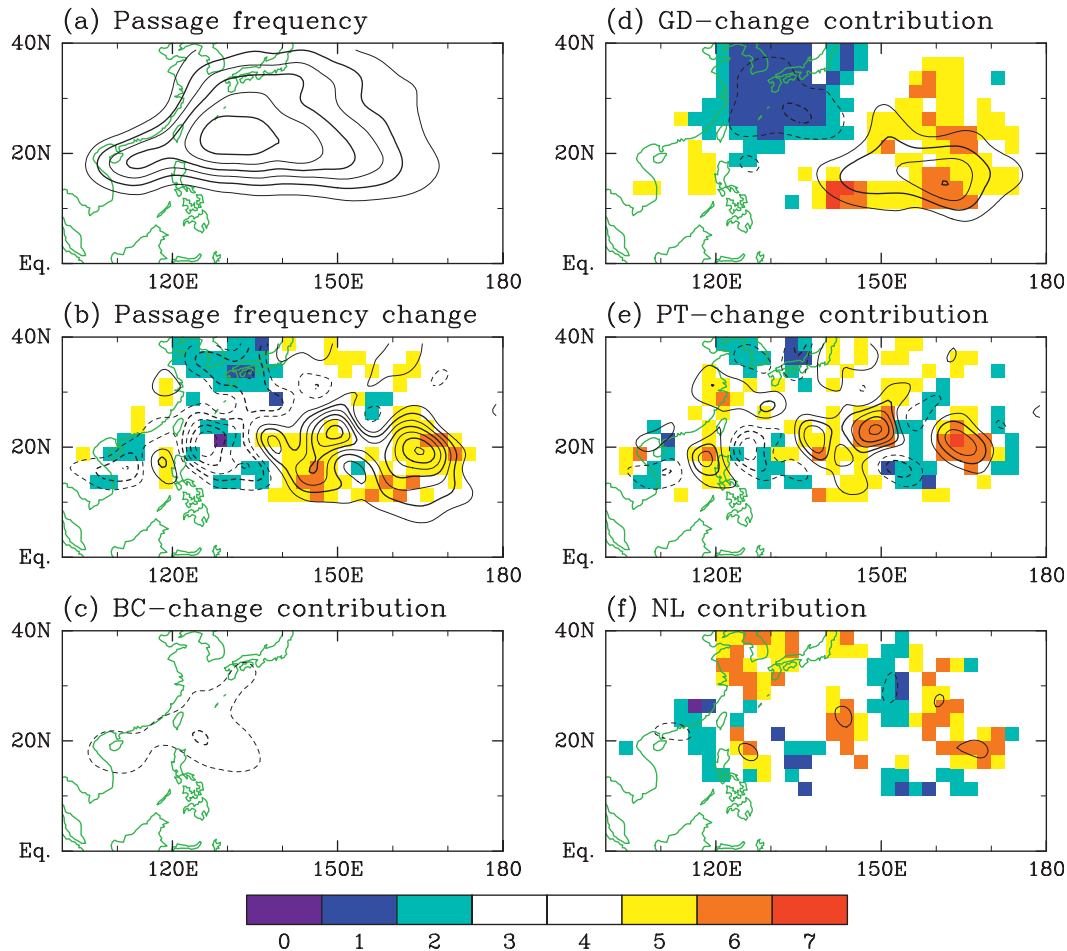 (a) Passage frequency
40N
20N
Eq.
120E 150E 180
(b) Passage frequency change
40N
20N
Eq.
120E 150E 180
(c) BC−change contribution
40N
20N
Eq.
120E 150E 180
(d) GD−change contribution
40N
20N
Eq.
120E 150E 180
(e) PT−change contribution
40N
20N
Eq.
120E 150E 180
(f) NL contribution
40N
20N
Eq.
120E 150E 180
0 1 2 3 4 5 6 7